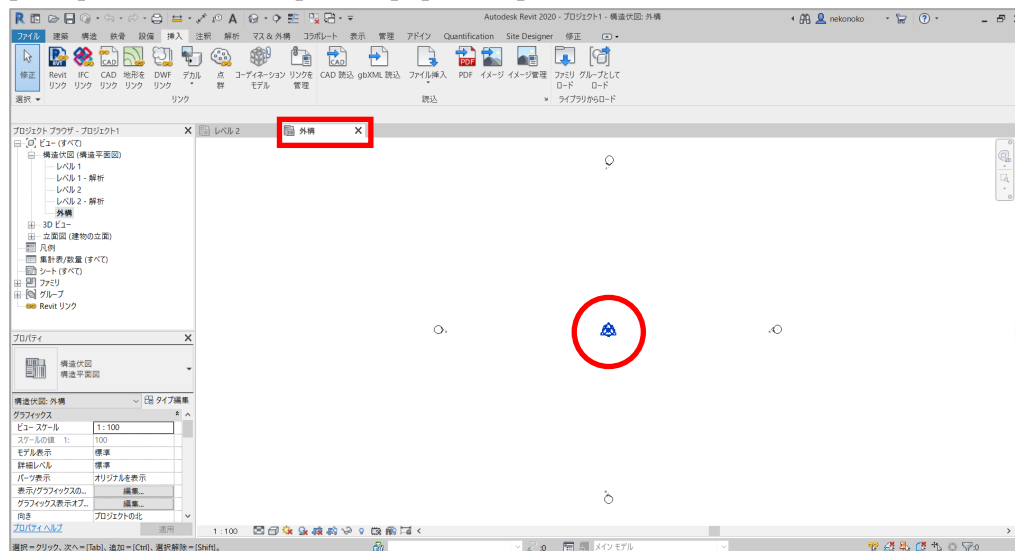 Autodesk Revit 2020 - プロジェクト1 - 構造伏図: 外構
nekonoko
ファイル 建築 構造 鉄骨 設備 挿入 注釈 解析 マス & 外構 コラボレート 表示 管理 アドイン Quantification Site Designer 修正
修正
Revit リンク
IFC リンク
CAD リンク
地形を リンク
DWF リンク
デカル
点群
コーディネーション モデル
リンクを 管理
CAD 読込
gbXML 読込
ファイル挿入
PDF
イメージ
イメージ管理
ファミリ ロード
グループとして ロード
選択
リンク
読込
ライブラリからロード
プロジェクト ブラウザ - プロジェクト1
レベル 2
外構
ビュー (すべて)
構造伏図 (構造平面図)
レベル 1
レベル 1 - 解析
レベル 2
レベル 2 - 解析
外構
3D ビュー
立面図 (建物の立面)
凡例
集計表/数量 (すべて)
シート (すべて)
ファミリ
グループ
Revit リンク
プロパティ
構造伏図
構造平面図
構造伏図: 外構
タイプ編集
グラフィックス
ビュー スケール 1 : 100
スケールの値 1: 100
モデル表示 標準
詳細レベル 標準
パーツ表示 オリジナルを表示
表示/グラフィックスの... 編集...
グラフィックス表示オプ... 編集...
向き プロジェクトの北
プロパティ ヘルプ 適用
1 : 100
選択 = クリック、次へ = [Tab]、追加 = [Ctrl]、選択解除 = [Shift]。
:0
メイン モデル
:0